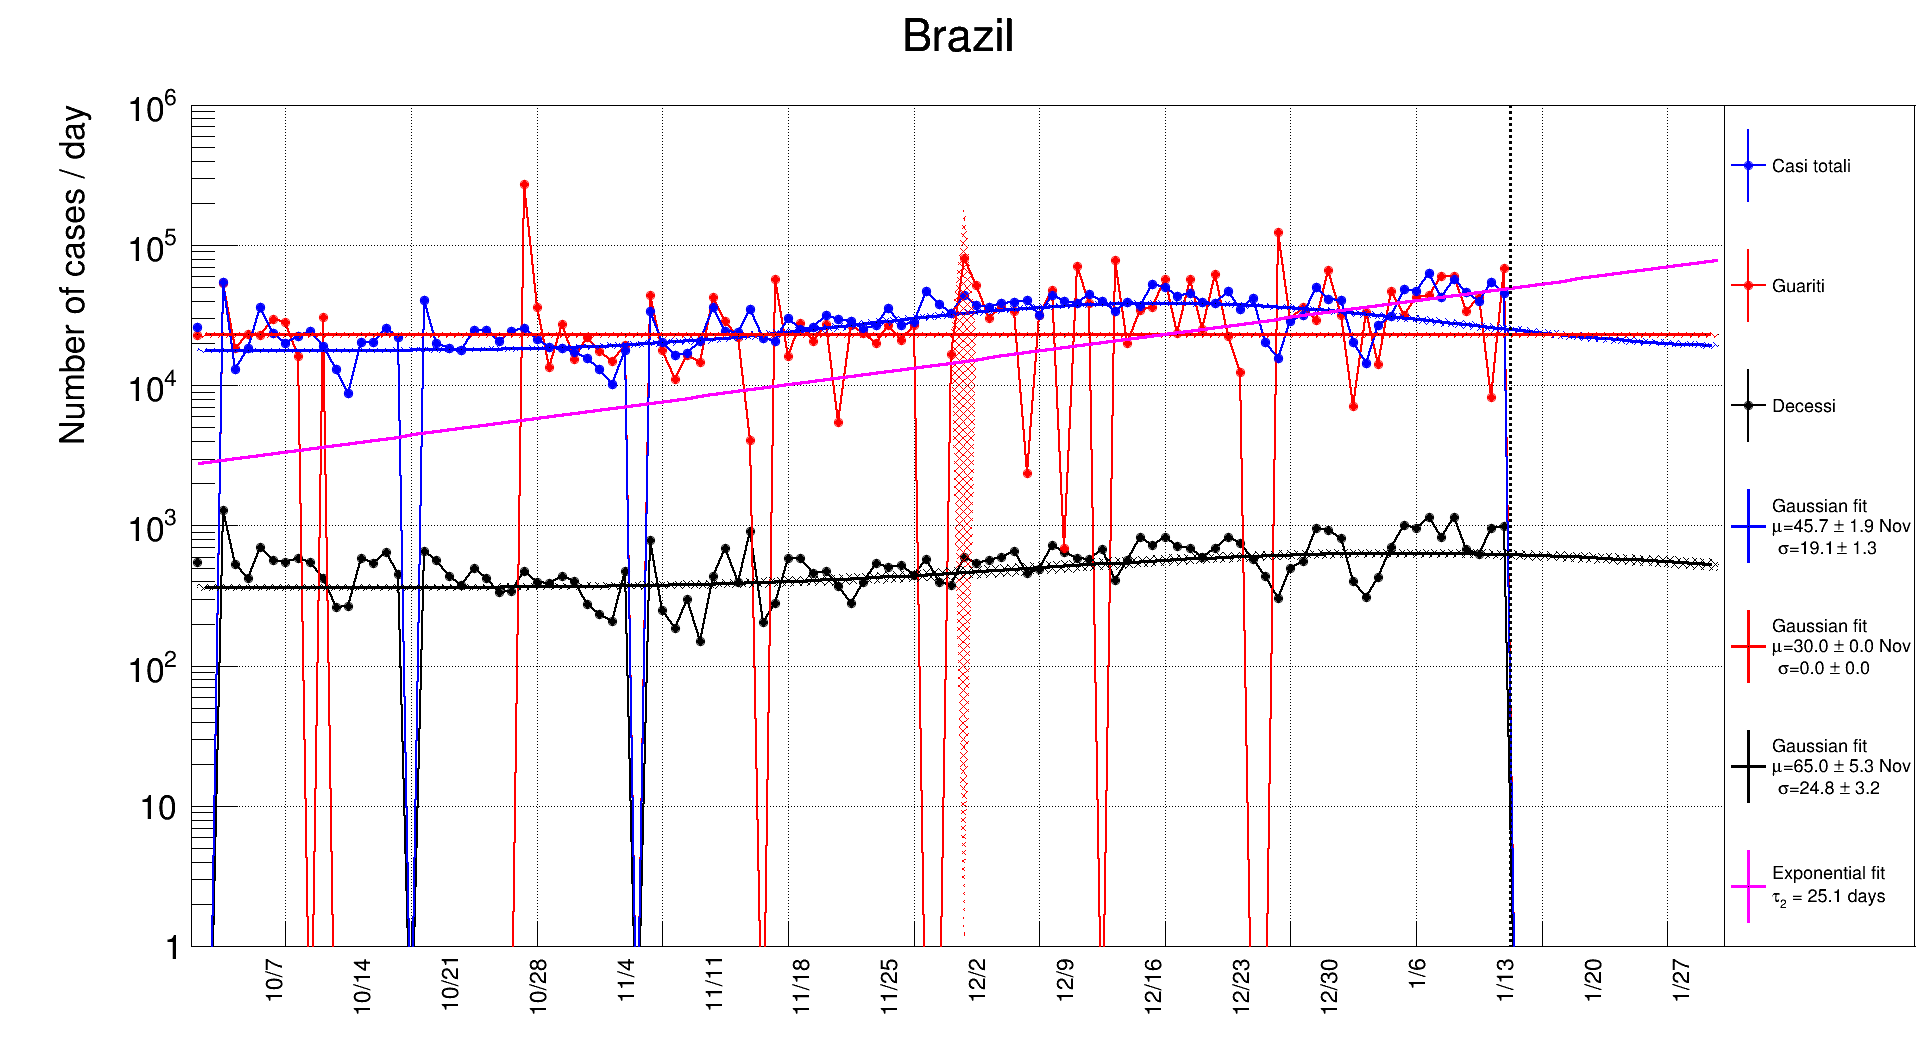 Brazil
Number of cases / day
10^6
10^5
10^4
10^3
10^2
10
1
10/7 10/14 10/21 10/28 11/4 11/11 11/18 11/25 12/2 12/9 12/16 12/23 12/30 1/6 1/13 1/20 1/27
Casi totali
Guariti
Decessi
Gaussian fit
μ=45.7 ± 1.9 Nov
σ=19.1 ± 1.3
Gaussian fit
μ=30.0 ± 0.0 Nov
σ=0.0 ± 0.0
Gaussian fit
μ=65.0 ± 5.3 Nov
σ=24.8 ± 3.2
Exponential fit
τ₂ = 25.1 days